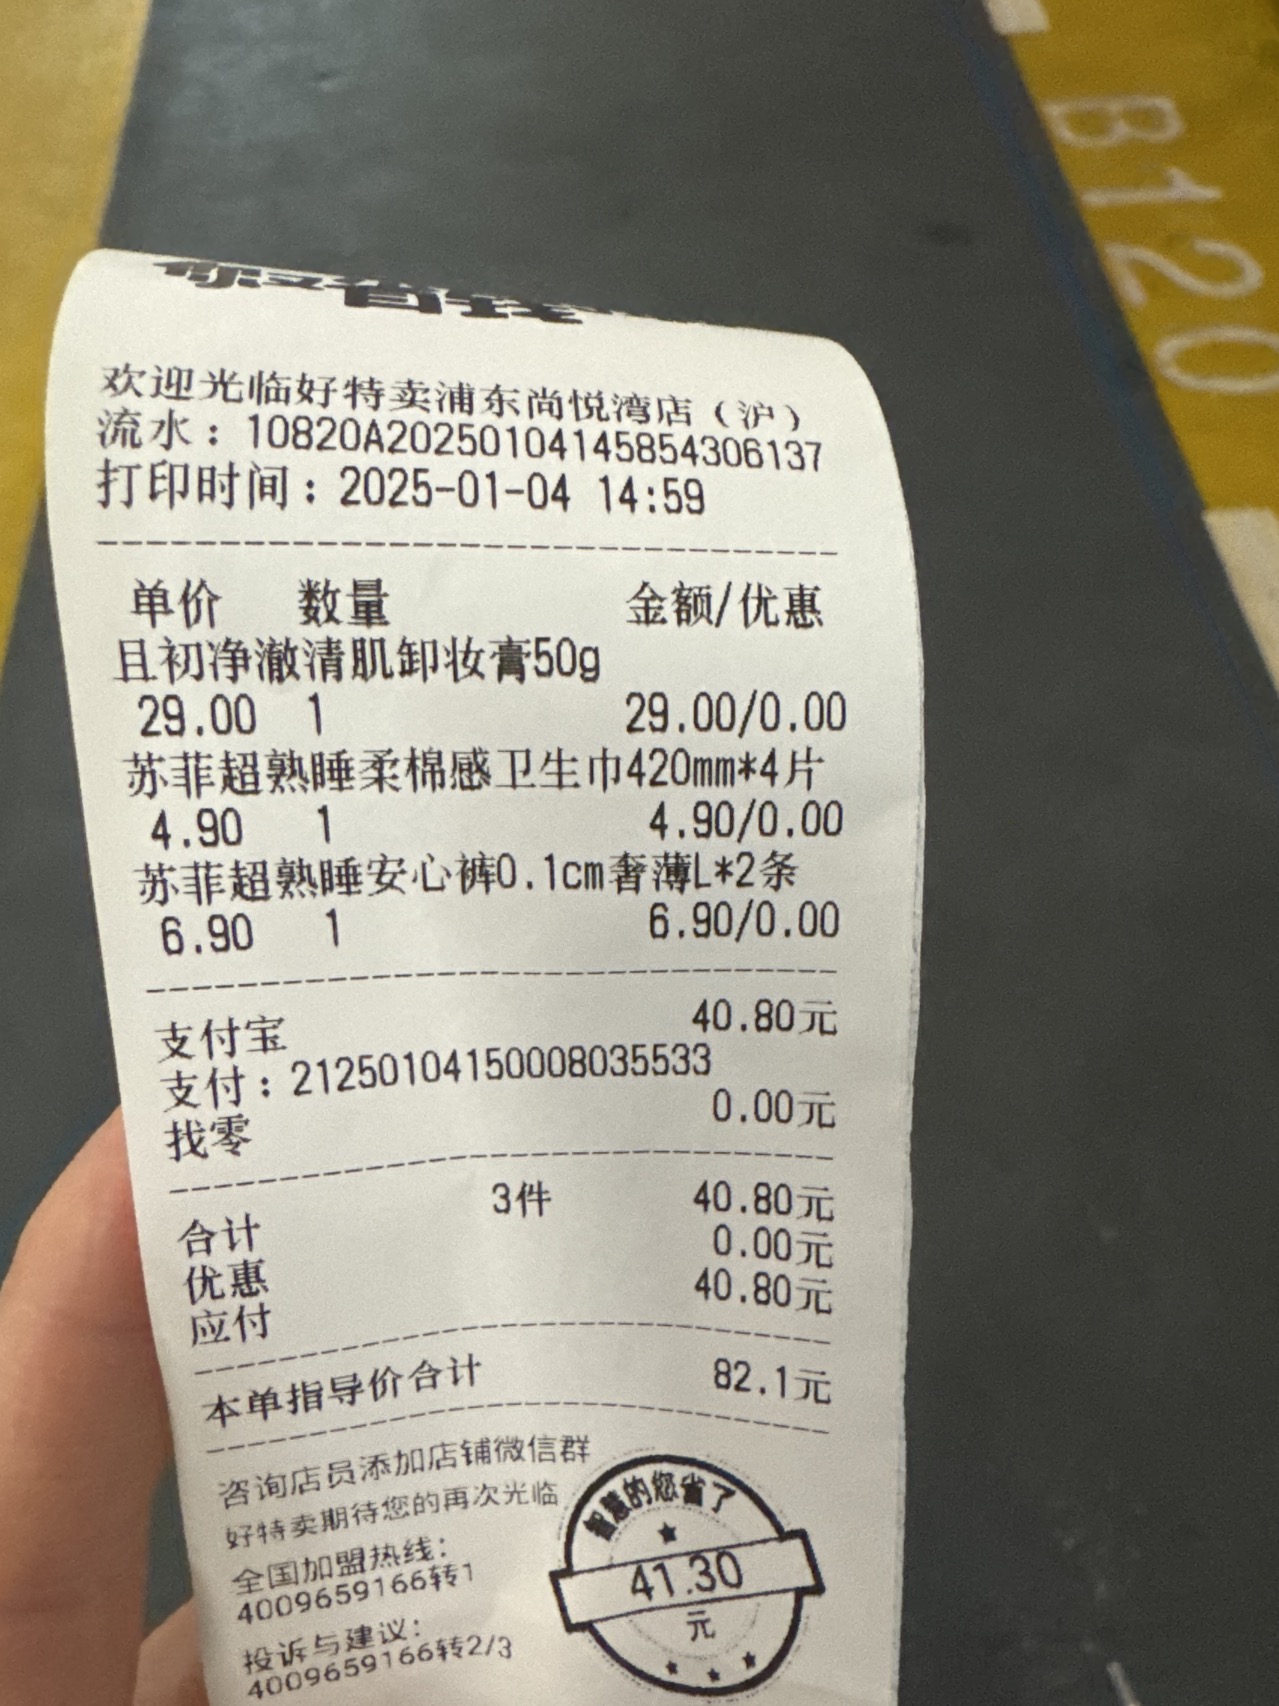 欢迎光临好特卖浦东尚悦湾店（沪）
流水：10820A20250104145854306137
打印时间：2025-01-04 14:59
单价 数量 金额/优惠
且初净澈清肌卸妆膏50g
29.00 1 29.00/0.00
苏菲超熟睡柔棉感卫生巾420mm*4片
4.90 1 4.90/0.00
苏菲超熟睡安心裤0.1cm奢薄L*2条
6.90 1 6.90/0.00
支付宝 40.80元
支付：21250104150008035533
找零 0.00元
合计 3件 40.80元
优惠 0.00元
应付 40.80元
本单指导价合计 82.1元
咨询店员添加店铺微信群
好特卖期待您的再次光临
全国加盟热线：
4009659166转1
投诉与建议：
4009659166转2/3
智慧的您省了
41.30
元
B120